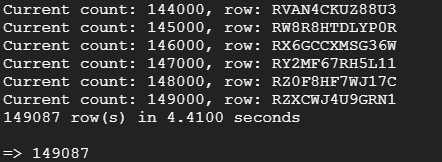 Current count: 144000, row: RVAN4CKUZ88U3
Current count: 145000, row: RW8R8HTDLYP0R
Current count: 146000, row: RX6GCCXMSG36W
Current count: 147000, row: RY2MF67RH5L11
Current count: 148000, row: RZ0F8HF7WJ17C
Current count: 149000, row: RZXCWJ4U9GRN1
149087 row(s) in 4.4100 seconds
=> 149087